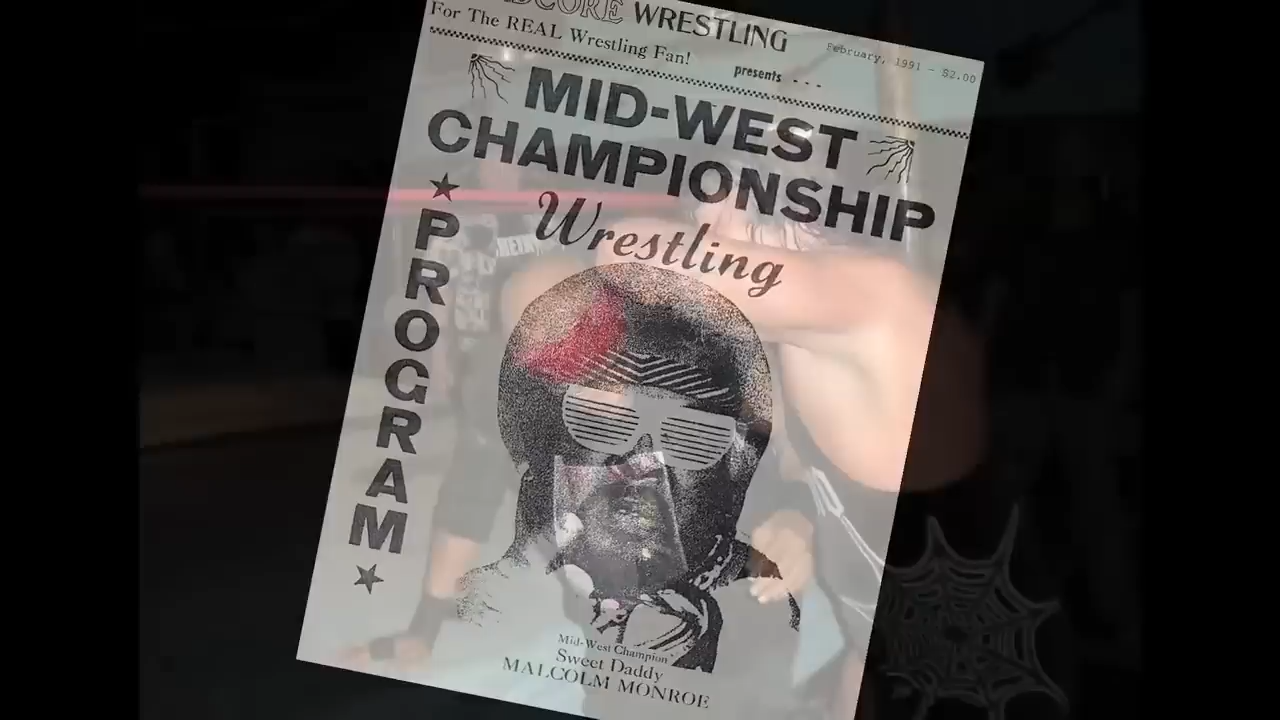 WRESTLING
For The REAL Wrestling Fan!
February, 1991 - $2.00
presents - - -
MID-WEST
CHAMPIONSHIP
Wrestling
PROGRAM
Mid-West Champion
Sweet Daddy
MALCOLM MONROE